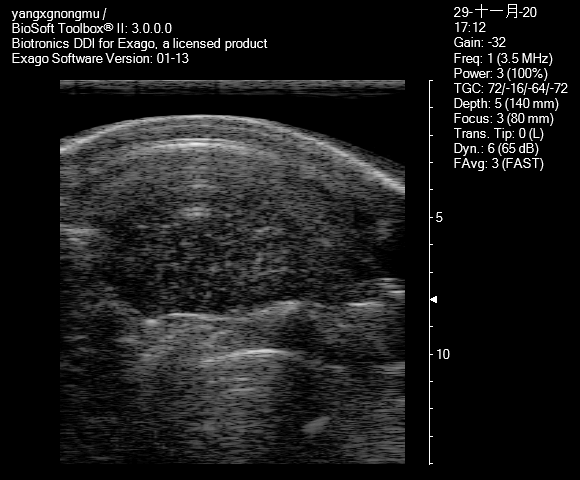 yangxgnongmu /
BioSoft Toolbox® II: 3.0.0.0
Biotronics DDI for Exago, a licensed product
Exago Software Version: 01-13
29-十一月-20
17:12
Gain: -32
Freq: 1 (3.5 MHz)
Power: 3 (100%)
TGC: 72/-16/-64/-72
Depth: 5 (140 mm)
Focus: 3 (80 mm)
Trans. Tip: 0 (L)
Dyn.: 6 (65 dB)
FAvg: 3 (FAST)
5
10